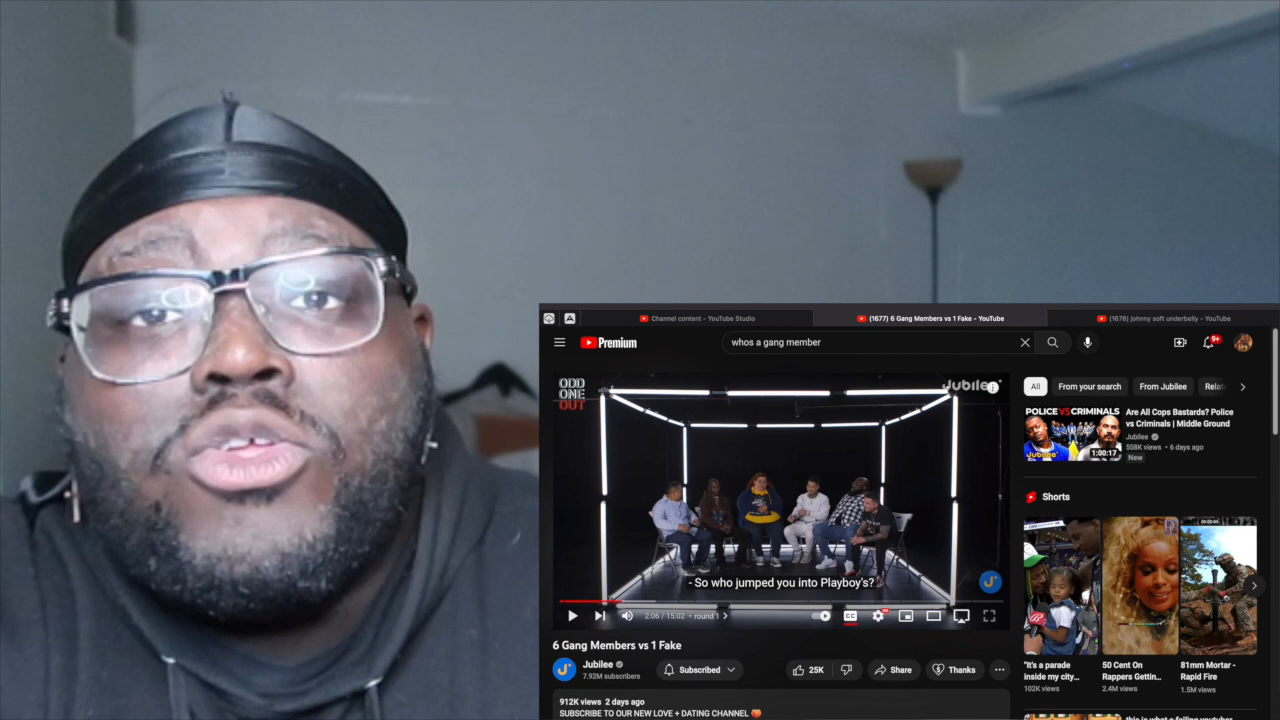 Channel content - YouTube Studio
(1677) 6 Gang Members vs 1 Fake - YouTube
(1678) johnny soft underbelly - YouTube
Premium
whos a gang member
9+
ODD
ONE
OUT
Jubilee
- So who jumped you into Playboy's?
2:06 / 15:02 • round 1
CC
6 Gang Members vs 1 Fake
Jubilee
7.92M subscribers
Subscribed
25K
Share
Thanks
912K views 2 days ago
SUBSCRIBE TO OUR NEW LOVE + DATING CHANNEL
All
From your search
From Jubilee
Relat
POLICE VS CRIMINALS
Jubilee
1:00:17
Are All Cops Bastards? Police
vs Criminals | Middle Ground
Jubilee
558K views • 6 days ago
New
Shorts
"It's a parade
inside my city...
102K views
50 Cent On
Rappers Gettin...
2.4M views
81mm Mortar -
Rapid Fire
1.5M views